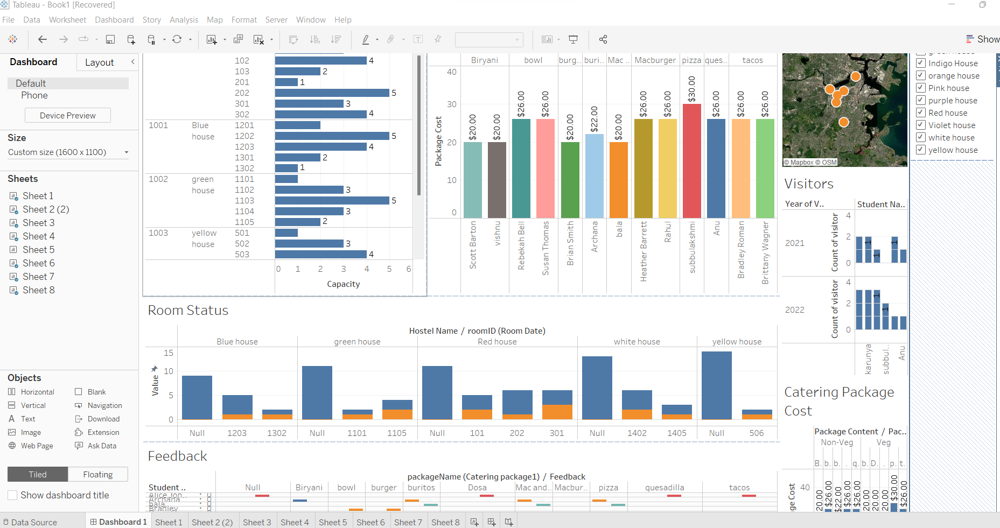 Tableau - Book1 [Recovered]
File Data Worksheet Dashboard Story Analysis Map Format Server Window Help
Show
Dashboard Layout
Default
Phone
Device Preview
Size
Custom size (1600 x 1100)
Sheets
Sheet 1
Sheet 2 (2)
Sheet 3
Sheet 4
Sheet 5
Sheet 6
Sheet 7
Sheet 8
Objects
Horizontal Blank
Vertical Navigation
A Text Download
Image Extension
Web Page Ask Data
Tiled Floating
Show dashboard title
102 4
103 2
201 1
202 5
301 3
302 4
1001 Blue house 1201
1202 5
1203 4
1301 2
1302 1
1002 green house 1101
1102 3
1103 5
1104 3
1105 2
1003 yellow house 501
502 3
503 4
0 1 2 3 4 5 6
Capacity
Biryani bowl burg.. buri.. Mac .. Macburger pizza ques.. tacos
Package Cost
40
30
20
10
0
$20.00 $20.00 $26.00 $26.00 $20.00 $22.00 $20.00 $26.00 $26.00 $30.00 $26.00 $26.00 $26.00
Scott Barton vishnu Rebekah Bell Susan Thomas Brian Smith Archana bala Heather Barrett Rahul subbulakshmi Anu Bradley Roman Brittany Wagner
© Mapbox © OSM
green house
Indigo House
orange house
Pink house
purple house
Red house
Violet house
white house
yellow house
Visitors
Year of V.. Student Na..
2021
Count of visitor
4
2
0
1 1 1
2022
Count of visitor
4
2
0
1 1
karunya subbul.. Anu
Room Status
Hostel Name / roomID (Room Date)
Blue house green house Red house white house yellow house
Value
15
10
5
0
Null 1203 1302 Null 1101 1105 Null 101 202 301 Null 1402 1405 Null 506
Catering Package
Cost
Package Content / Pac..
Non-Veg Veg
B. b. b. . q. b. D. . p. t.
ge Cost
40
20.00 $26.00 $22.00 $26.00 $26.00 20.00 20.00 20.00 $30.00 $26.00
Feedback
packageName (Catering package1) / Feedback
Student .. Null Biryani bowl burger buritos Dosa Mac and.. Macbur.. pizza quesadilla tacos
Alice Jon..
Archana
bala
Bradley
Data Source Dashboard 1 Sheet 1 Sheet 2 (2) Sheet 3 Sheet 4 Sheet 5 Sheet 6 Sheet 7 Sheet 8